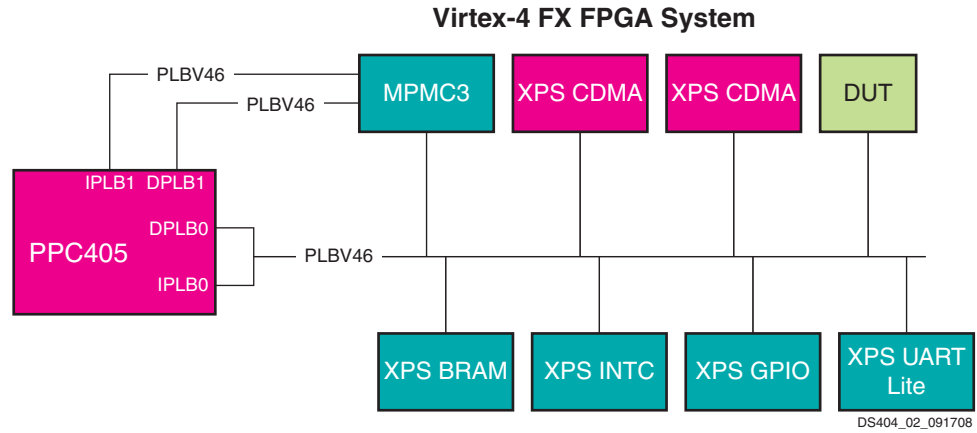 Virtex-4 FX FPGA System
PLBV46
PLBV46
MPMC3
XPS CDMA
XPS CDMA
DUT
IPLB1 DPLB1
DPLB0
PPC405
IPLB0
PLBV46
XPS BRAM
XPS INTC
XPS GPIO
XPS UART
Lite
DS404_02_091708